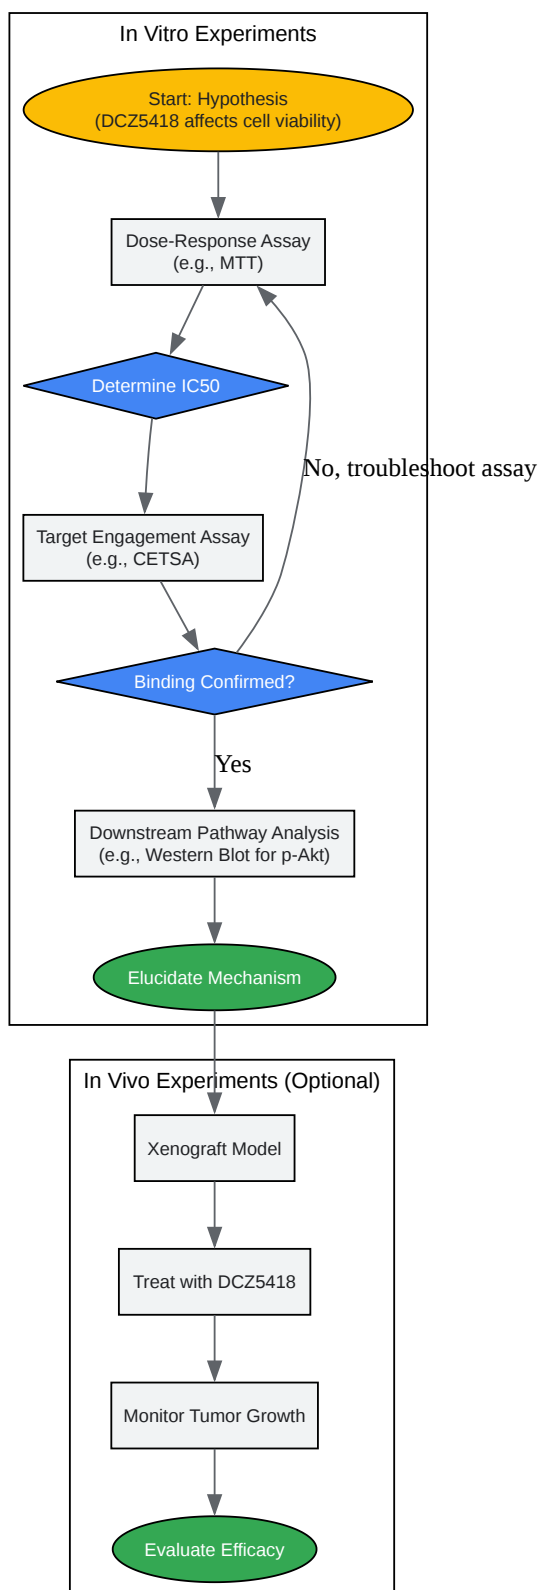 In Vitro Experiments
Start: Hypothesis
(DCZ5418 affects cell viability)
Dose-Response Assay
(e.g., MTT)
Determine IC50
No, troubleshoot assay
Target Engagement Assay
(e.g., CETSA)
Binding Confirmed?
Yes
Downstream Pathway Analysis
(e.g., Western Blot for p-Akt)
Elucidate Mechanism
In Vivo Experiments (Optional)
Xenograft Model
Treat with DCZ5418
Monitor Tumor Growth
Evaluate Efficacy